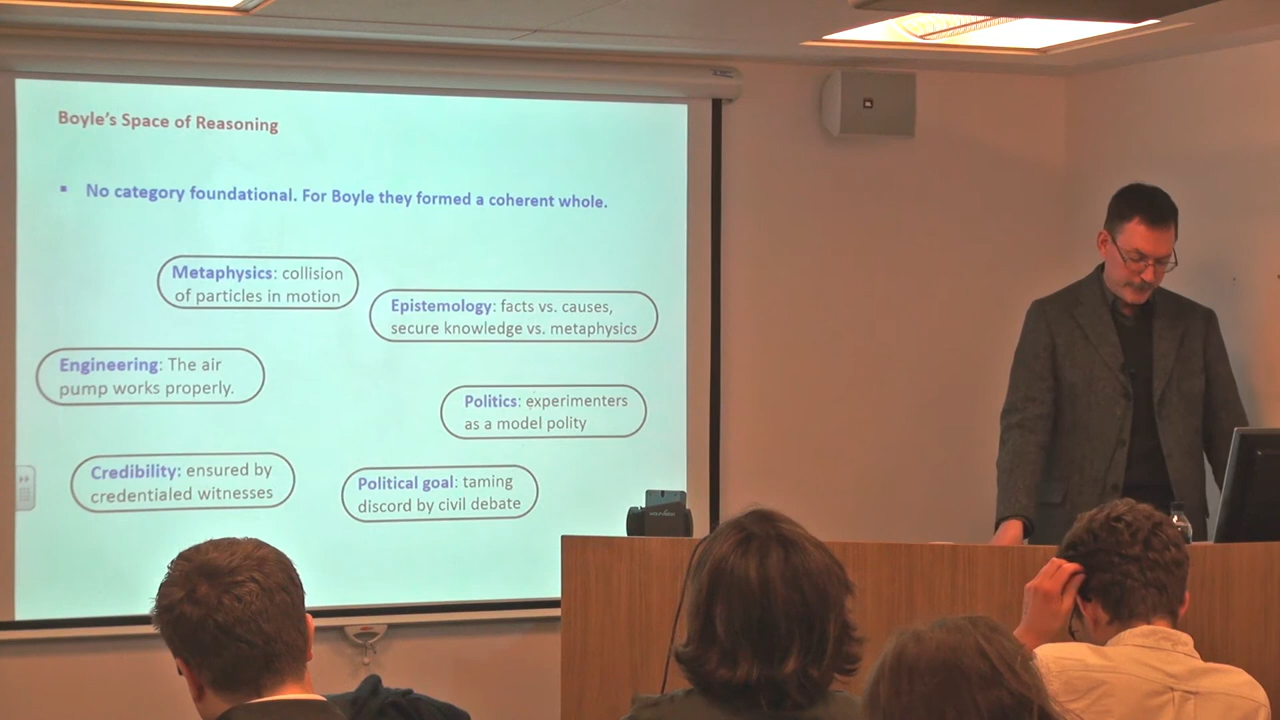 Boyle's Space of Reasoning
▪ No category foundational. For Boyle they formed a coherent whole.
Metaphysics: collision
of particles in motion
Epistemology: facts vs. causes,
secure knowledge vs. metaphysics
Engineering: The air
pump works properly.
Politics: experimenters
as a model polity
Credibility: ensured by
credentialed witnesses
Political goal: taming
discord by civil debate
JBL